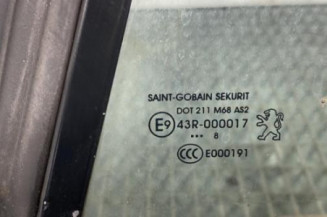 SAINT-GOBAIN SEKURIT
DOT 211 M68 AS2
E9 43R-000017
... 8
CCC E000191